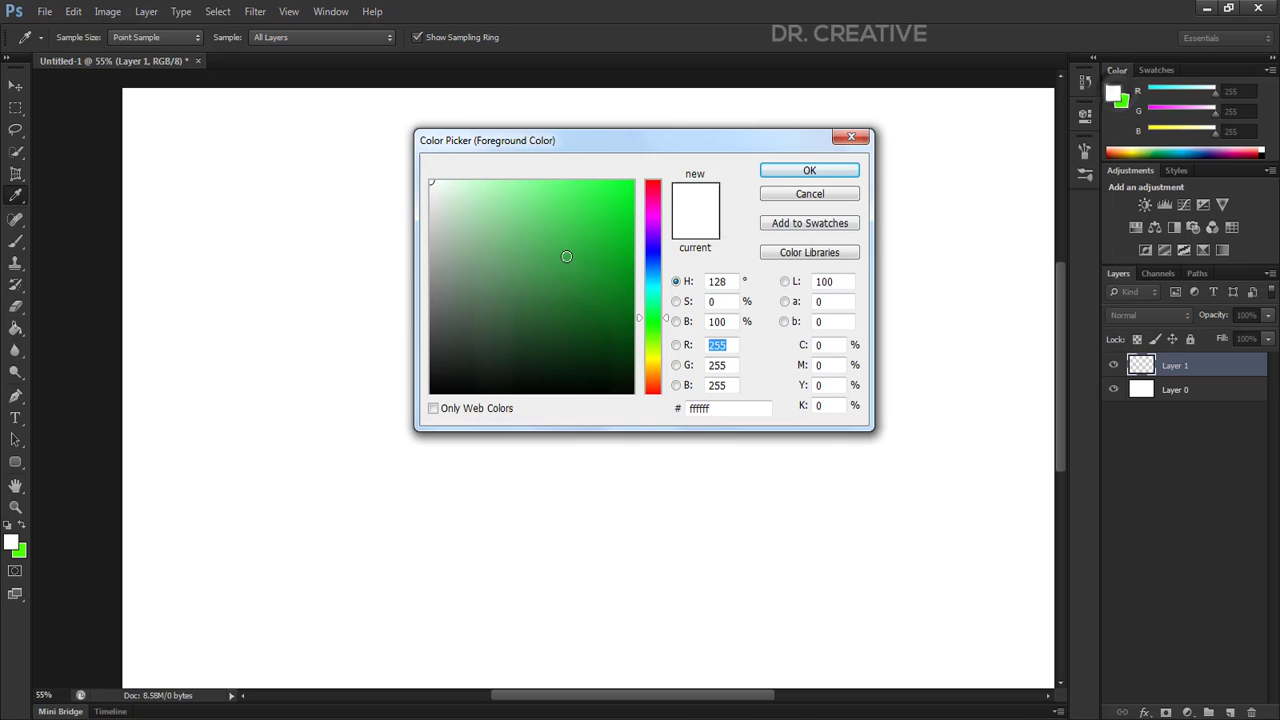 Ps File Edit Image Layer Type Select Filter View Window Help
Sample Size: Point Sample Sample: All Layers Show Sampling Ring DR. CREATIVE Essentials
Untitled-1 @ 55% (Layer 1, RGB/8) * ×
Color Swatches
R 255
G 255
B 255
Color Picker (Foreground Color)
new
current
OK
Cancel
Add to Swatches
Color Libraries
H: 128 ° L: 100
S: 0 % a: 0
B: 100 % b: 0
R: 255 C: 0 %
G: 255 M: 0 %
B: 255 Y: 0 %
# ffffff K: 0 %
Only Web Colors
Adjustments Styles
Add an adjustment
Layers Channels Paths
Kind
Normal Opacity: 100%
Lock: Fill: 100%
Layer 1
Layer 0
55% Doc: 8.58M/0 bytes
Mini Bridge Timeline